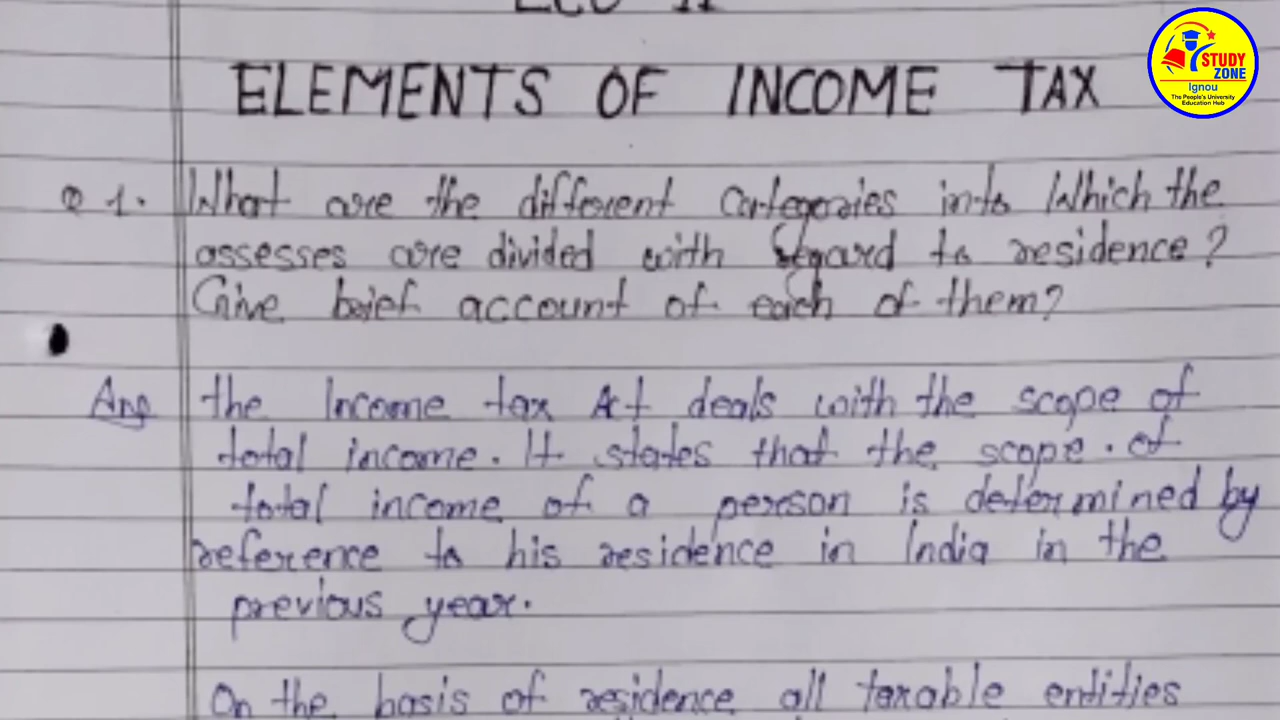 ECO 11
STUDY
ZONE
Ignou
The People's University
Education Hub
ELEMENTS OF INCOME TAX
Q 1. What are the different Categories into Which the
assesses are divided with regard to residence?
Give brief account of each of them?
Ans the Income tax Act deals with the scope of
total income. It states that the scope. of
total income of a person is determined by
reference to his residence in India in the
previous year.
On the basis of residence all taxable entities